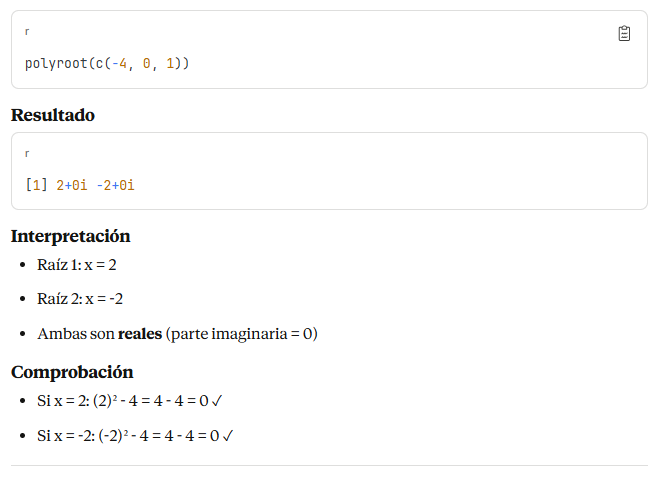 r
polyroot(c(-4, 0, 1))
Resultado
r
[1] 2+0i -2+0i
Interpretación
• Raíz 1: x = 2
• Raíz 2: x = -2
• Ambas son reales (parte imaginaria = 0)
Comprobación
• Si x = 2: (2)² - 4 = 4 - 4 = 0 ✓
• Si x = -2: (-2)² - 4 = 4 - 4 = 0 ✓